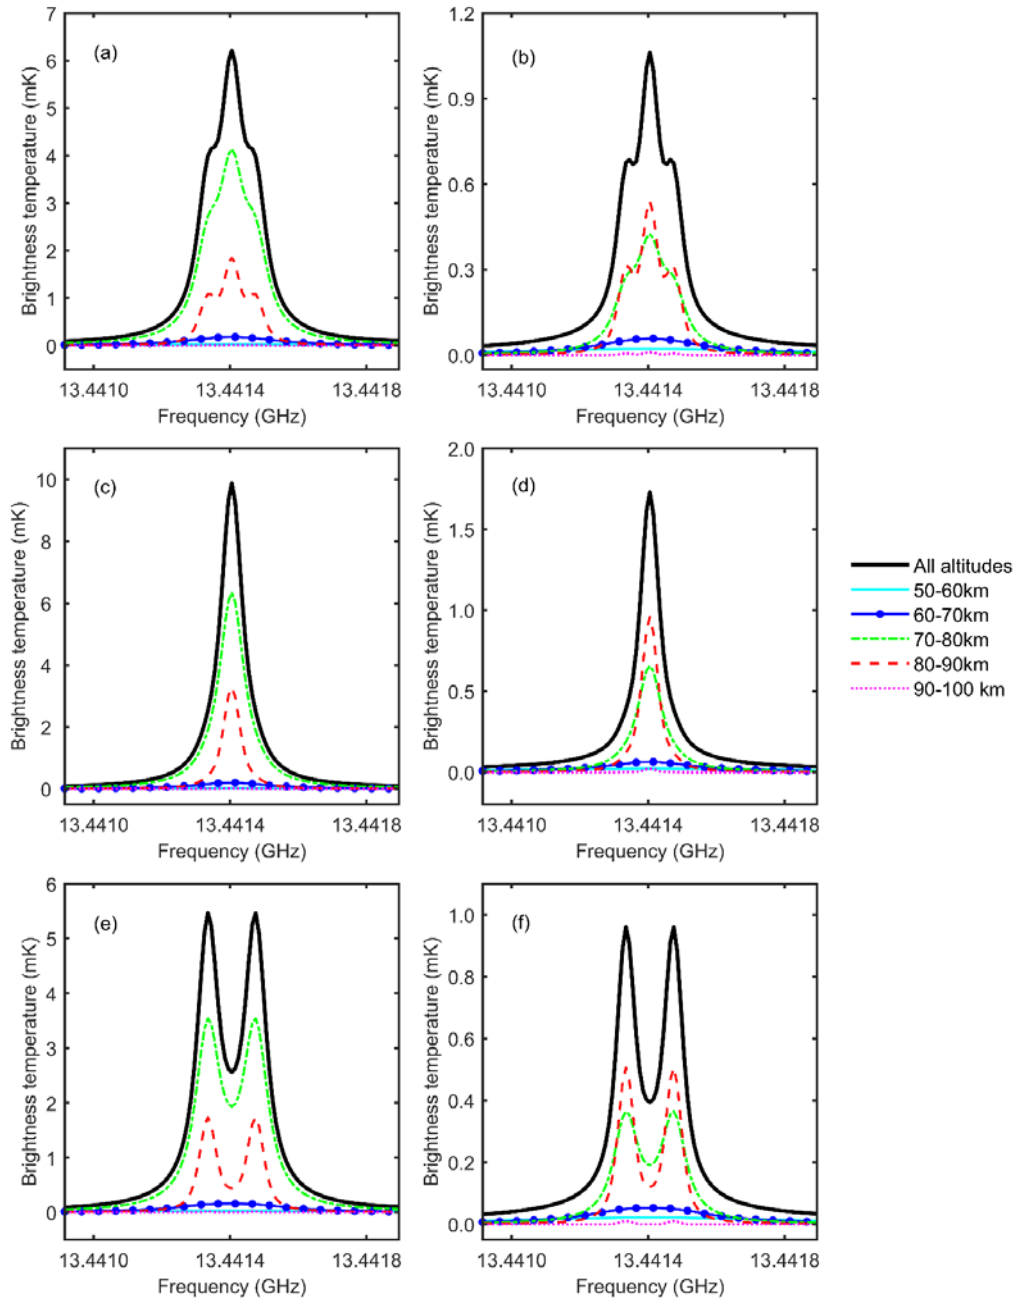 7
6
5
4
3
2
1
0
(a)
Brightness temperature (mK)
13.4410
13.4414
13.4418
Frequency (GHz)
1.2
0.9
0.6
0.3
0.0
(b)
Brightness temperature (mK)
13.4410
13.4414
13.4418
Frequency (GHz)
10
8
6
4
2
0
(c)
Brightness temperature (mK)
13.4410
13.4414
13.4418
Frequency (GHz)
2.0
1.5
1.0
0.5
0.0
(d)
Brightness temperature (mK)
13.4410
13.4414
13.4418
Frequency (GHz)
All altitudes
50-60km
60-70km
70-80km
80-90km
90-100 km
6
5
4
3
2
1
0
(e)
Brightness temperature (mK)
13.4410
13.4414
13.4418
Frequency (GHz)
1.0
0.8
0.6
0.4
0.2
0.0
(f)
Brightness temperature (mK)
13.4410
13.4414
13.4418
Frequency (GHz)